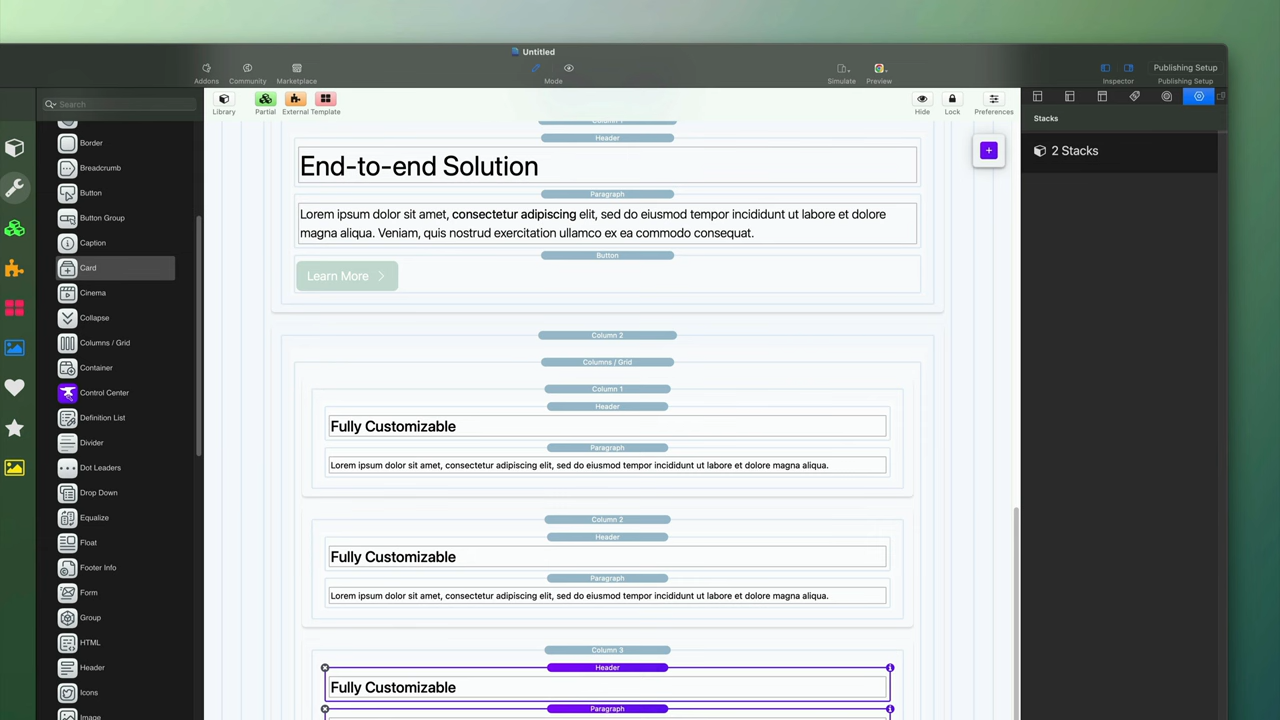 Untitled
Addons
Community
Marketplace
Mode
Simulate
Preview
Inspector
Publishing Setup
Publishing Setup
Search
Library
Partial
External
Template
Hide
Lock
Preferences
Stacks
2 Stacks
Border
Breadcrumb
Button
Button Group
Caption
Card
Cinema
Collapse
Columns / Grid
Container
Control Center
Definition List
Divider
Dot Leaders
Drop Down
Equalize
Float
Footer Info
Form
Group
HTML
Header
Icons
Image
Column 1
Header
End-to-end Solution
Paragraph
Lorem ipsum dolor sit amet, consectetur adipiscing elit, sed do eiusmod tempor incididunt ut labore et dolore
magna aliqua. Veniam, quis nostrud exercitation ullamco ex ea commodo consequat.
Button
Learn More
Column 2
Columns / Grid
Column 1
Header
Fully Customizable
Paragraph
Lorem ipsum dolor sit amet, consectetur adipiscing elit, sed do eiusmod tempor incididunt ut labore et dolore magna aliqua.
Column 2
Header
Fully Customizable
Paragraph
Lorem ipsum dolor sit amet, consectetur adipiscing elit, sed do eiusmod tempor incididunt ut labore et dolore magna aliqua.
Column 3
Header
Fully Customizable
Paragraph